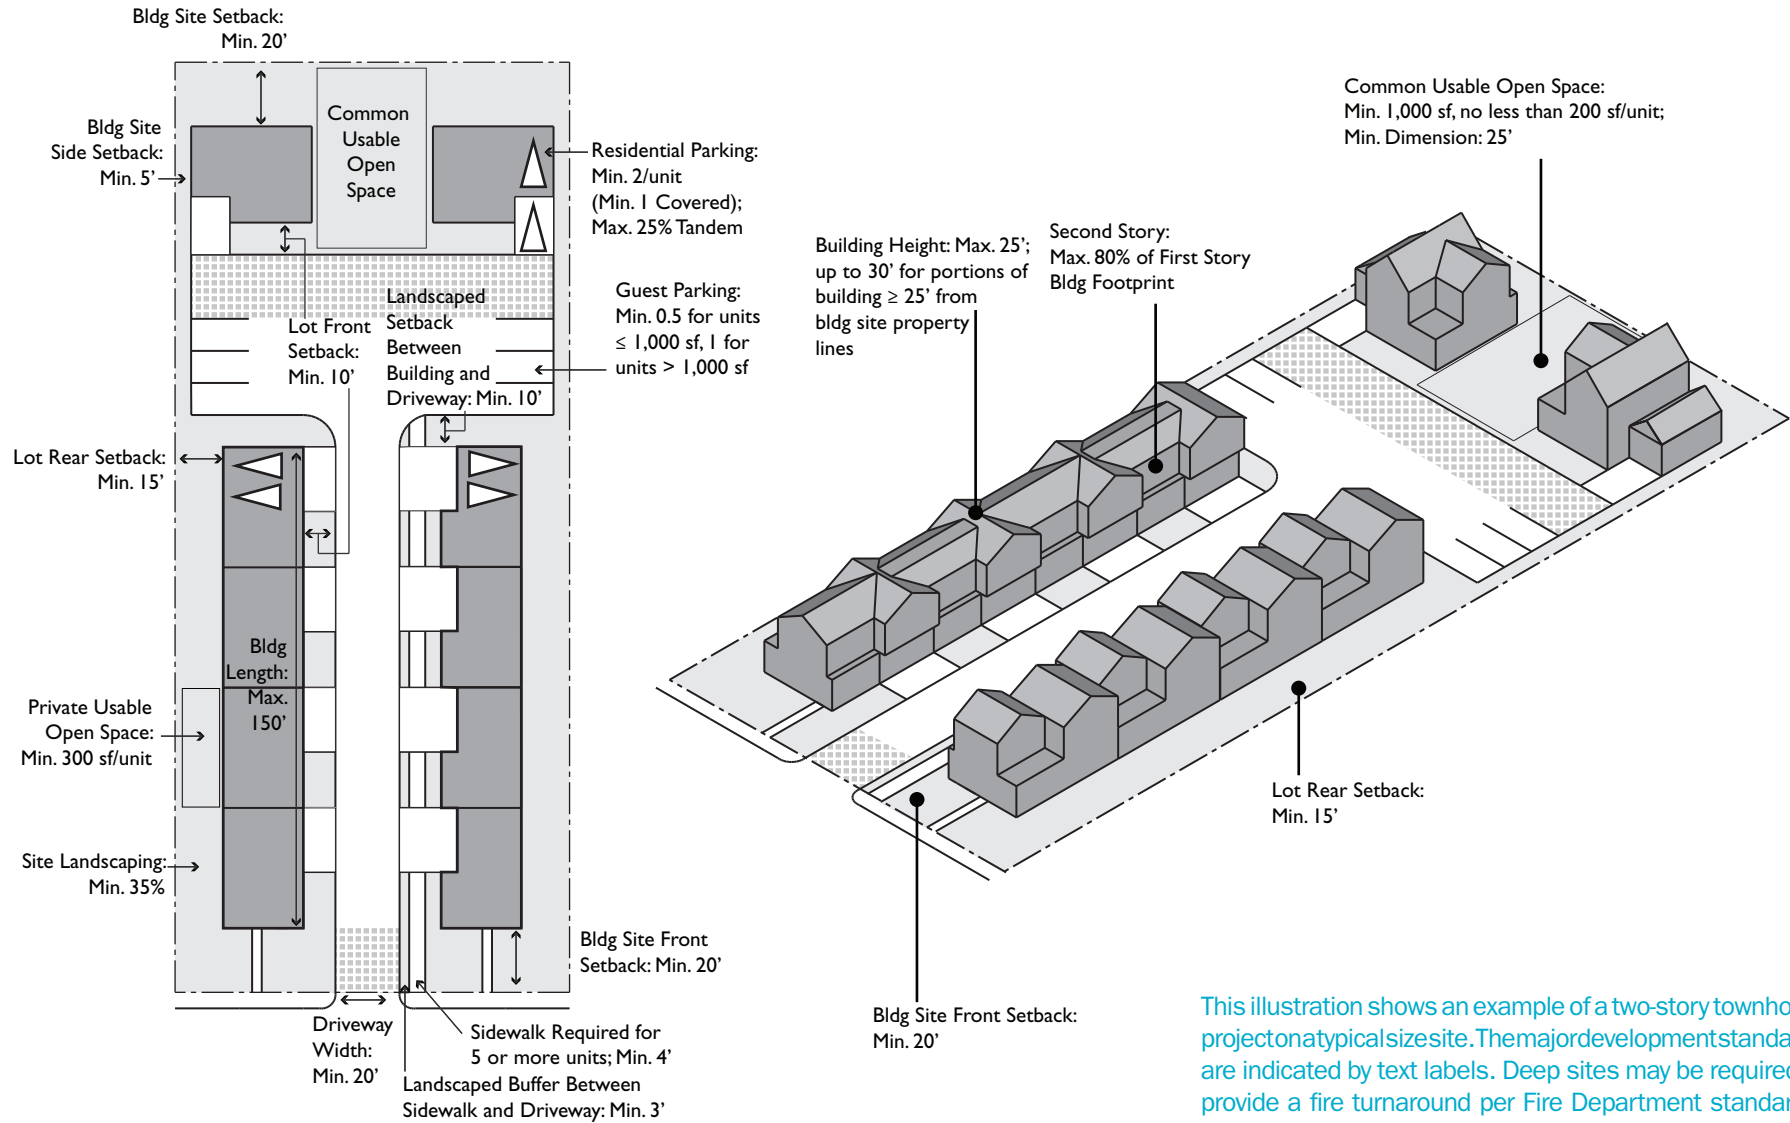 Bldg Site Setback:
Min. 20’
Bldg Site
Side Setback:
Min. 5’
Common
Usable
Open
Space
Residential Parking:
Min. 2/unit
(Min. 1 Covered);
Max. 25% Tandem
Guest Parking:
Min. 0.5 for units
≤ 1,000 sf, 1 for
units > 1,000 sf
Landscaped
Setback
Between
Building and
Driveway: Min. 10’
Lot Front
Setback:
Min. 10’
Lot Rear Setback:
Min. 15’
Bldg
Length:
Max.
150’
Private Usable
Open Space:
Min. 300 sf/unit
Site Landscaping:
Min. 35%
Bldg Site Front
Setback: Min. 20’
Driveway
Width:
Min. 20’
Sidewalk Required for
5 or more units; Min. 4’
Landscaped Buffer Between
Sidewalk and Driveway: Min. 3’
Building Height: Max. 25’;
up to 30’ for portions of
building ≥ 25’ from
bldg site property
lines
Second Story:
Max. 80% of First Story
Bldg Footprint
Common Usable Open Space:
Min. 1,000 sf, no less than 200 sf/unit;
Min. Dimension: 25’
Lot Rear Setback:
Min. 15’
Bldg Site Front Setback:
Min. 20’
This illustration shows an example of a two-story townho
project on a typical size site. The major development standa
are indicated by text labels. Deep sites may be required
provide a fire turnaround per Fire Department standar